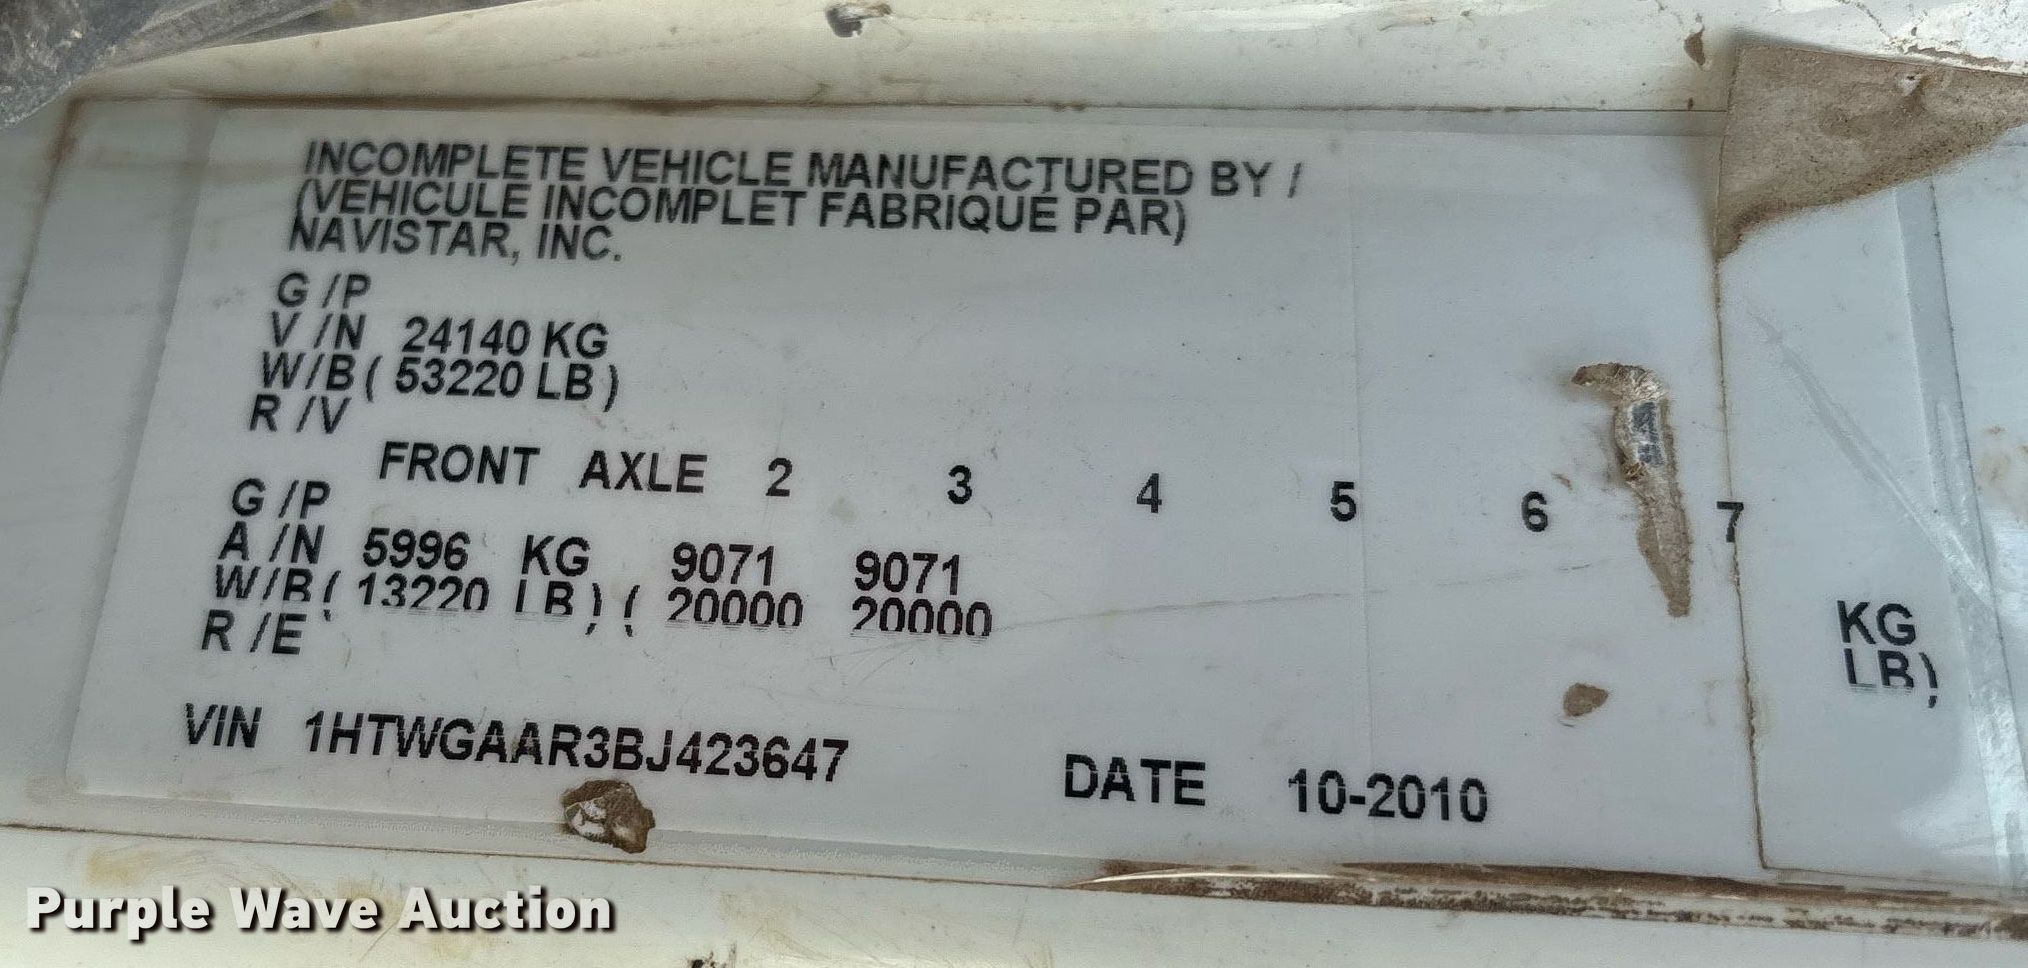 INCOMPLETE VEHICLE MANUFACTURED BY /
(VEHICULE INCOMPLET FABRIQUE PAR)
NAVISTAR, INC.
G /P
V /N 24140 KG
W/B ( 53220 LB )
R /V
FRONT AXLE 2 3 4 5 6 7
G /P
A /N 5996 KG 9071 9071 KG
W/B ( 13220 LB ) ( 20000 20000 LB )
R /E
VIN 1HTWGAAR3BJ423647 DATE 10-2010
Purple Wave Auction